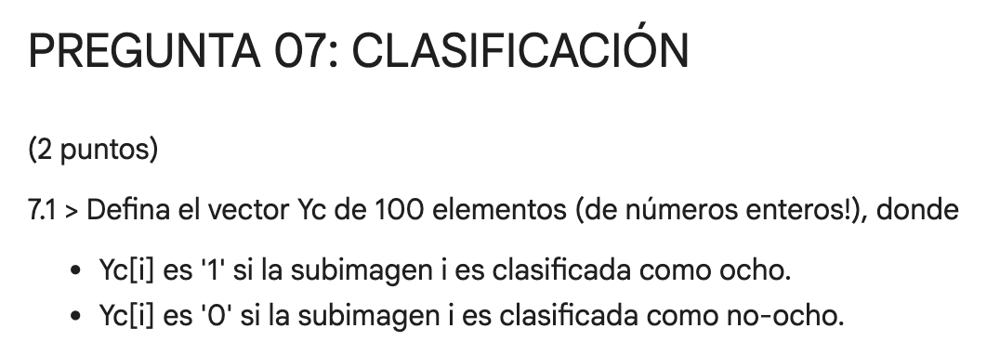 PREGUNTA 07: CLASIFICACIÓN
(2 puntos)
7.1 > Defina el vector Yc de 100 elementos (de números enteros!), donde
• Yc[i] es '1' si la subimagen i es clasificada como ocho.
• Yc[i] es '0' si la subimagen i es clasificada como no-ocho.